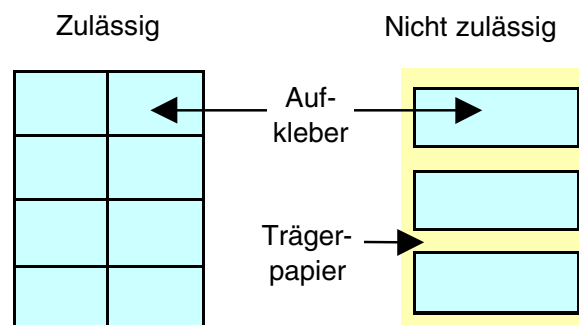 Zulässig
Nicht zulässig
Auf-
kleber
Träger-
papier